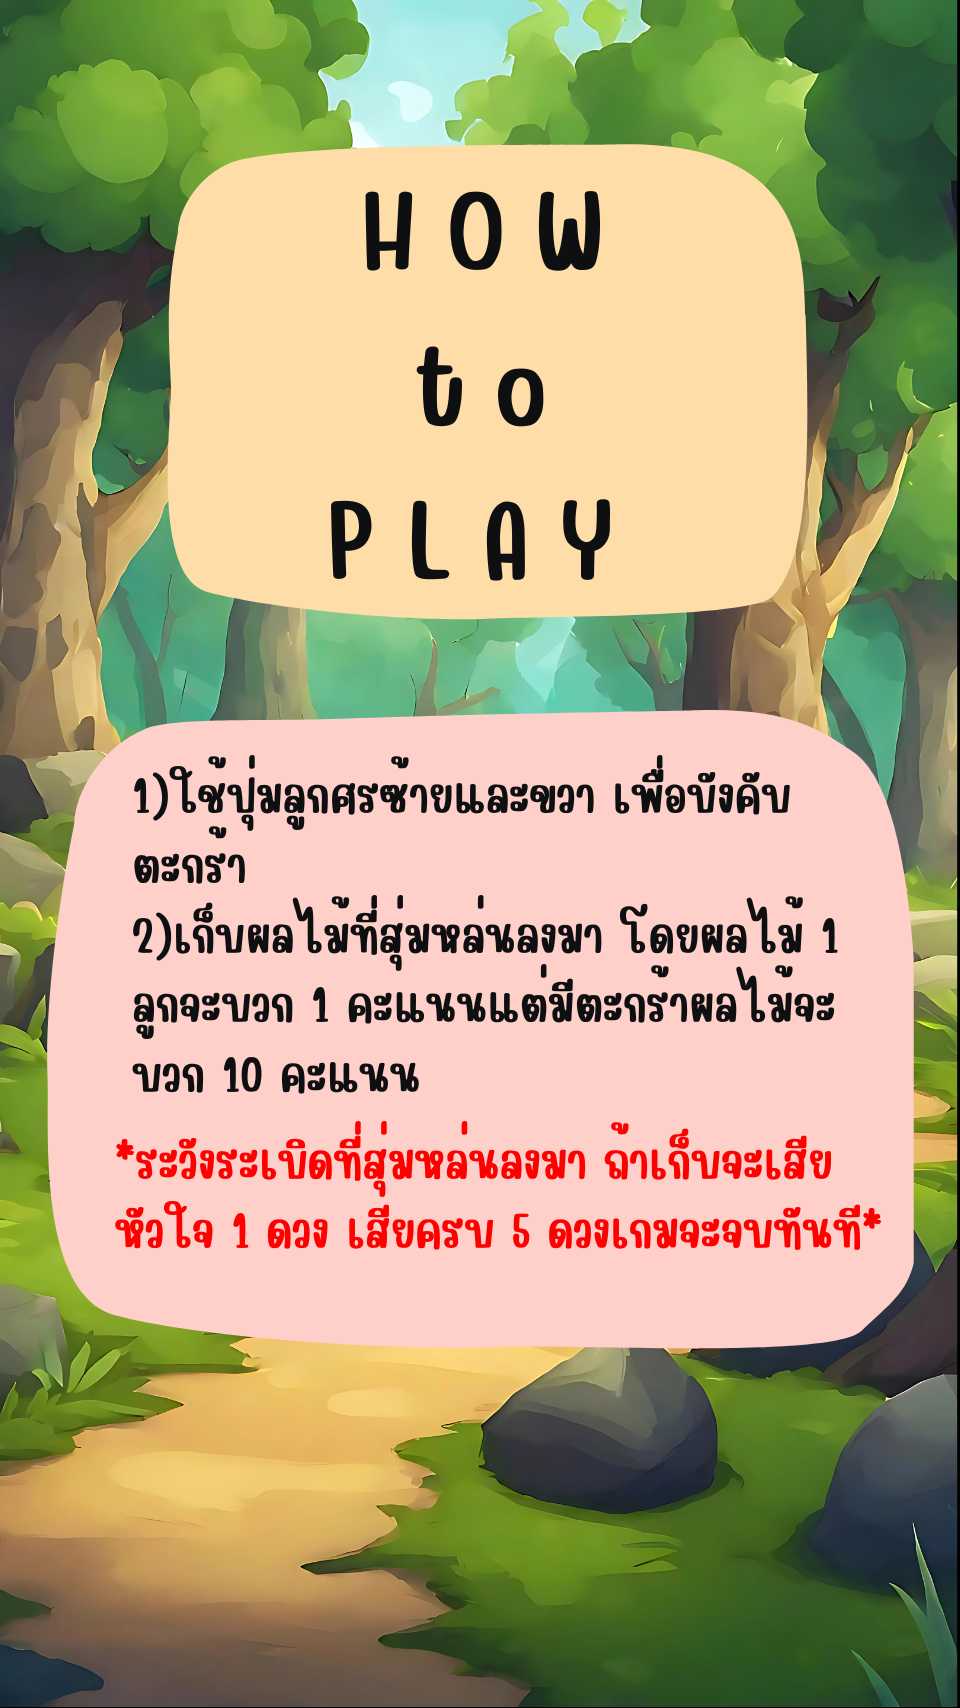 HOW
to
PLAY
1)ใช้ปุ่มลูกศรซ้ายและขวา เพื่อบังคับ
ตะกร้า
2)เก็บผลไม้ที่สุ่มหล่นลงมา โดยผลไม้ 1
ลูกจะบวก 1 คะแนนแต่มีตะกร้าผลไม้จะ
บวก 10 คะแนน
*ระวังระเบิดที่สุ่มหล่นลงมา ถ้าเก็บจะเสีย
หัวใจ 1 ดวง เสียครบ 5 ดวงเกมจะจบทันที*